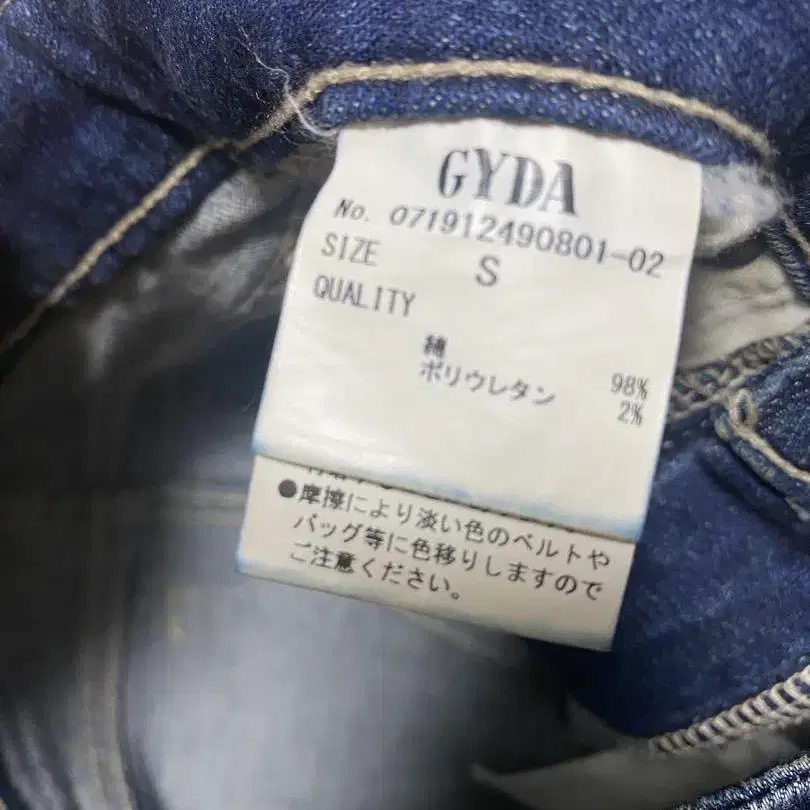 GYDA
No. 071912490801-02
SIZE S
QUALITY
綿 98%
ポリウレタン 2%
●摩擦により淡い色のベルトや
バッグ等に色移りしますので
ご注意ください。